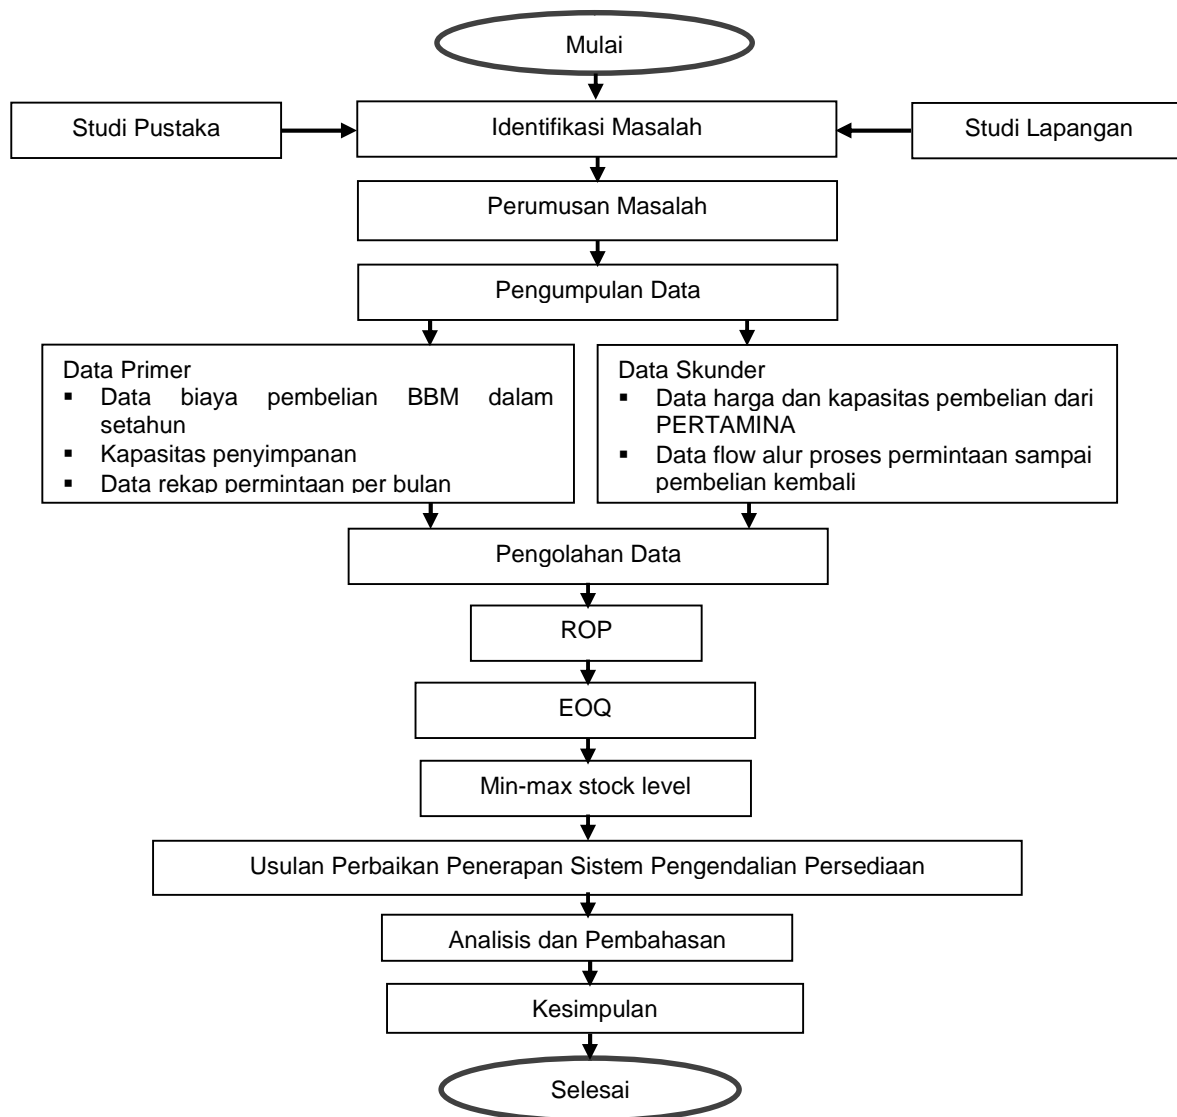 Mulai
Studi Pustaka
Identifikasi Masalah
Studi Lapangan
Perumusan Masalah
Pengumpulan Data
Data Primer
▪ Data biaya pembelian BBM dalam
setahun
▪ Kapasitas penyimpanan
▪ Data rekap permintaan per bulan
Data Skunder
▪ Data harga dan kapasitas pembelian dari
PERTAMINA
▪ Data flow alur proses permintaan sampai
pembelian kembali
Pengolahan Data
ROP
EOQ
Min-max stock level
Usulan Perbaikan Penerapan Sistem Pengendalian Persediaan
Analisis dan Pembahasan
Kesimpulan
Selesai